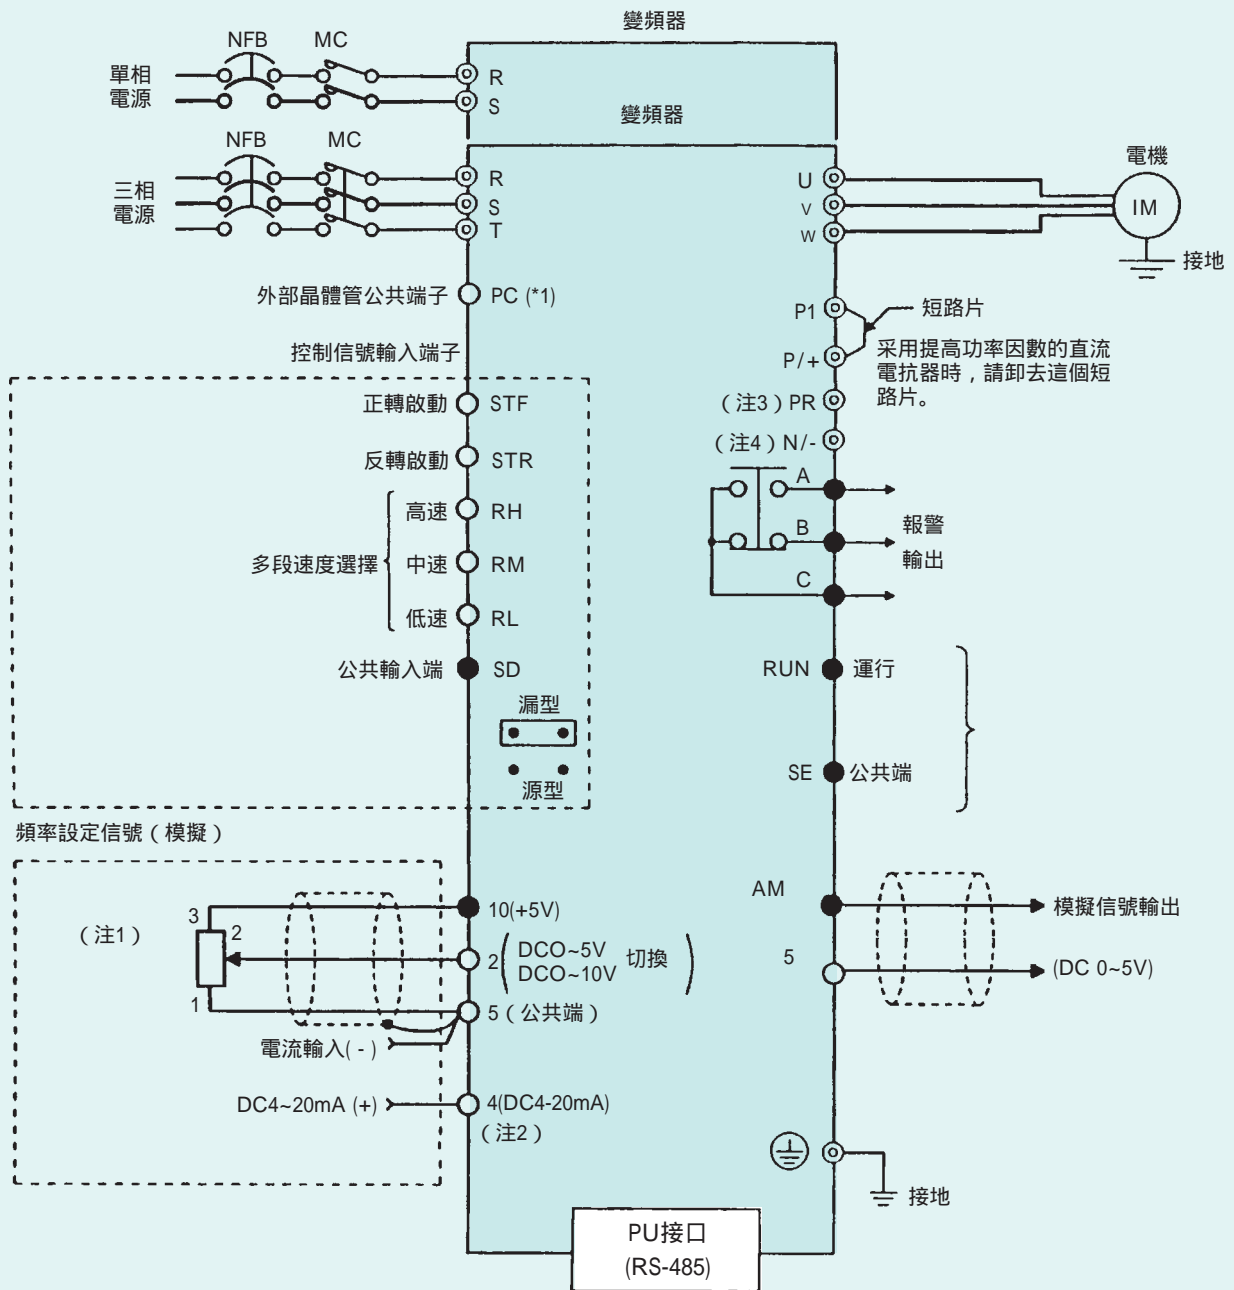 變頻器
NFB MC
單相
電源
R
S
變頻器
NFB MC
三相
電源
R
S
T
U
V
W
電機
IM
接地
外部晶體管公共端子 PC (*1)
P1
短路片
P/+
采用提高功率因數的直流
電抗器時，請卸去這個短
路片。
控制信號輸入端子
正轉啟動 STF
（注3）PR
反轉啟動 STR
（注4）N/-
多段速度選擇
高速 RH
中速 RM
低速 RL
A
B
C
報警
輸出
公共輸入端 SD
RUN 運行
漏型
源型
SE 公共端
頻率設定信號（模擬）
（注1）
3
2
1
10(+5V)
2
DCO~5V
DCO~10V
切換
5（公共端）
電流輸入( - )
DC4~20mA (+)
4(DC4-20mA)
（注2）
AM
模擬信號輸出
5
(DC 0~5V)
接地
PU接口
(RS-485)